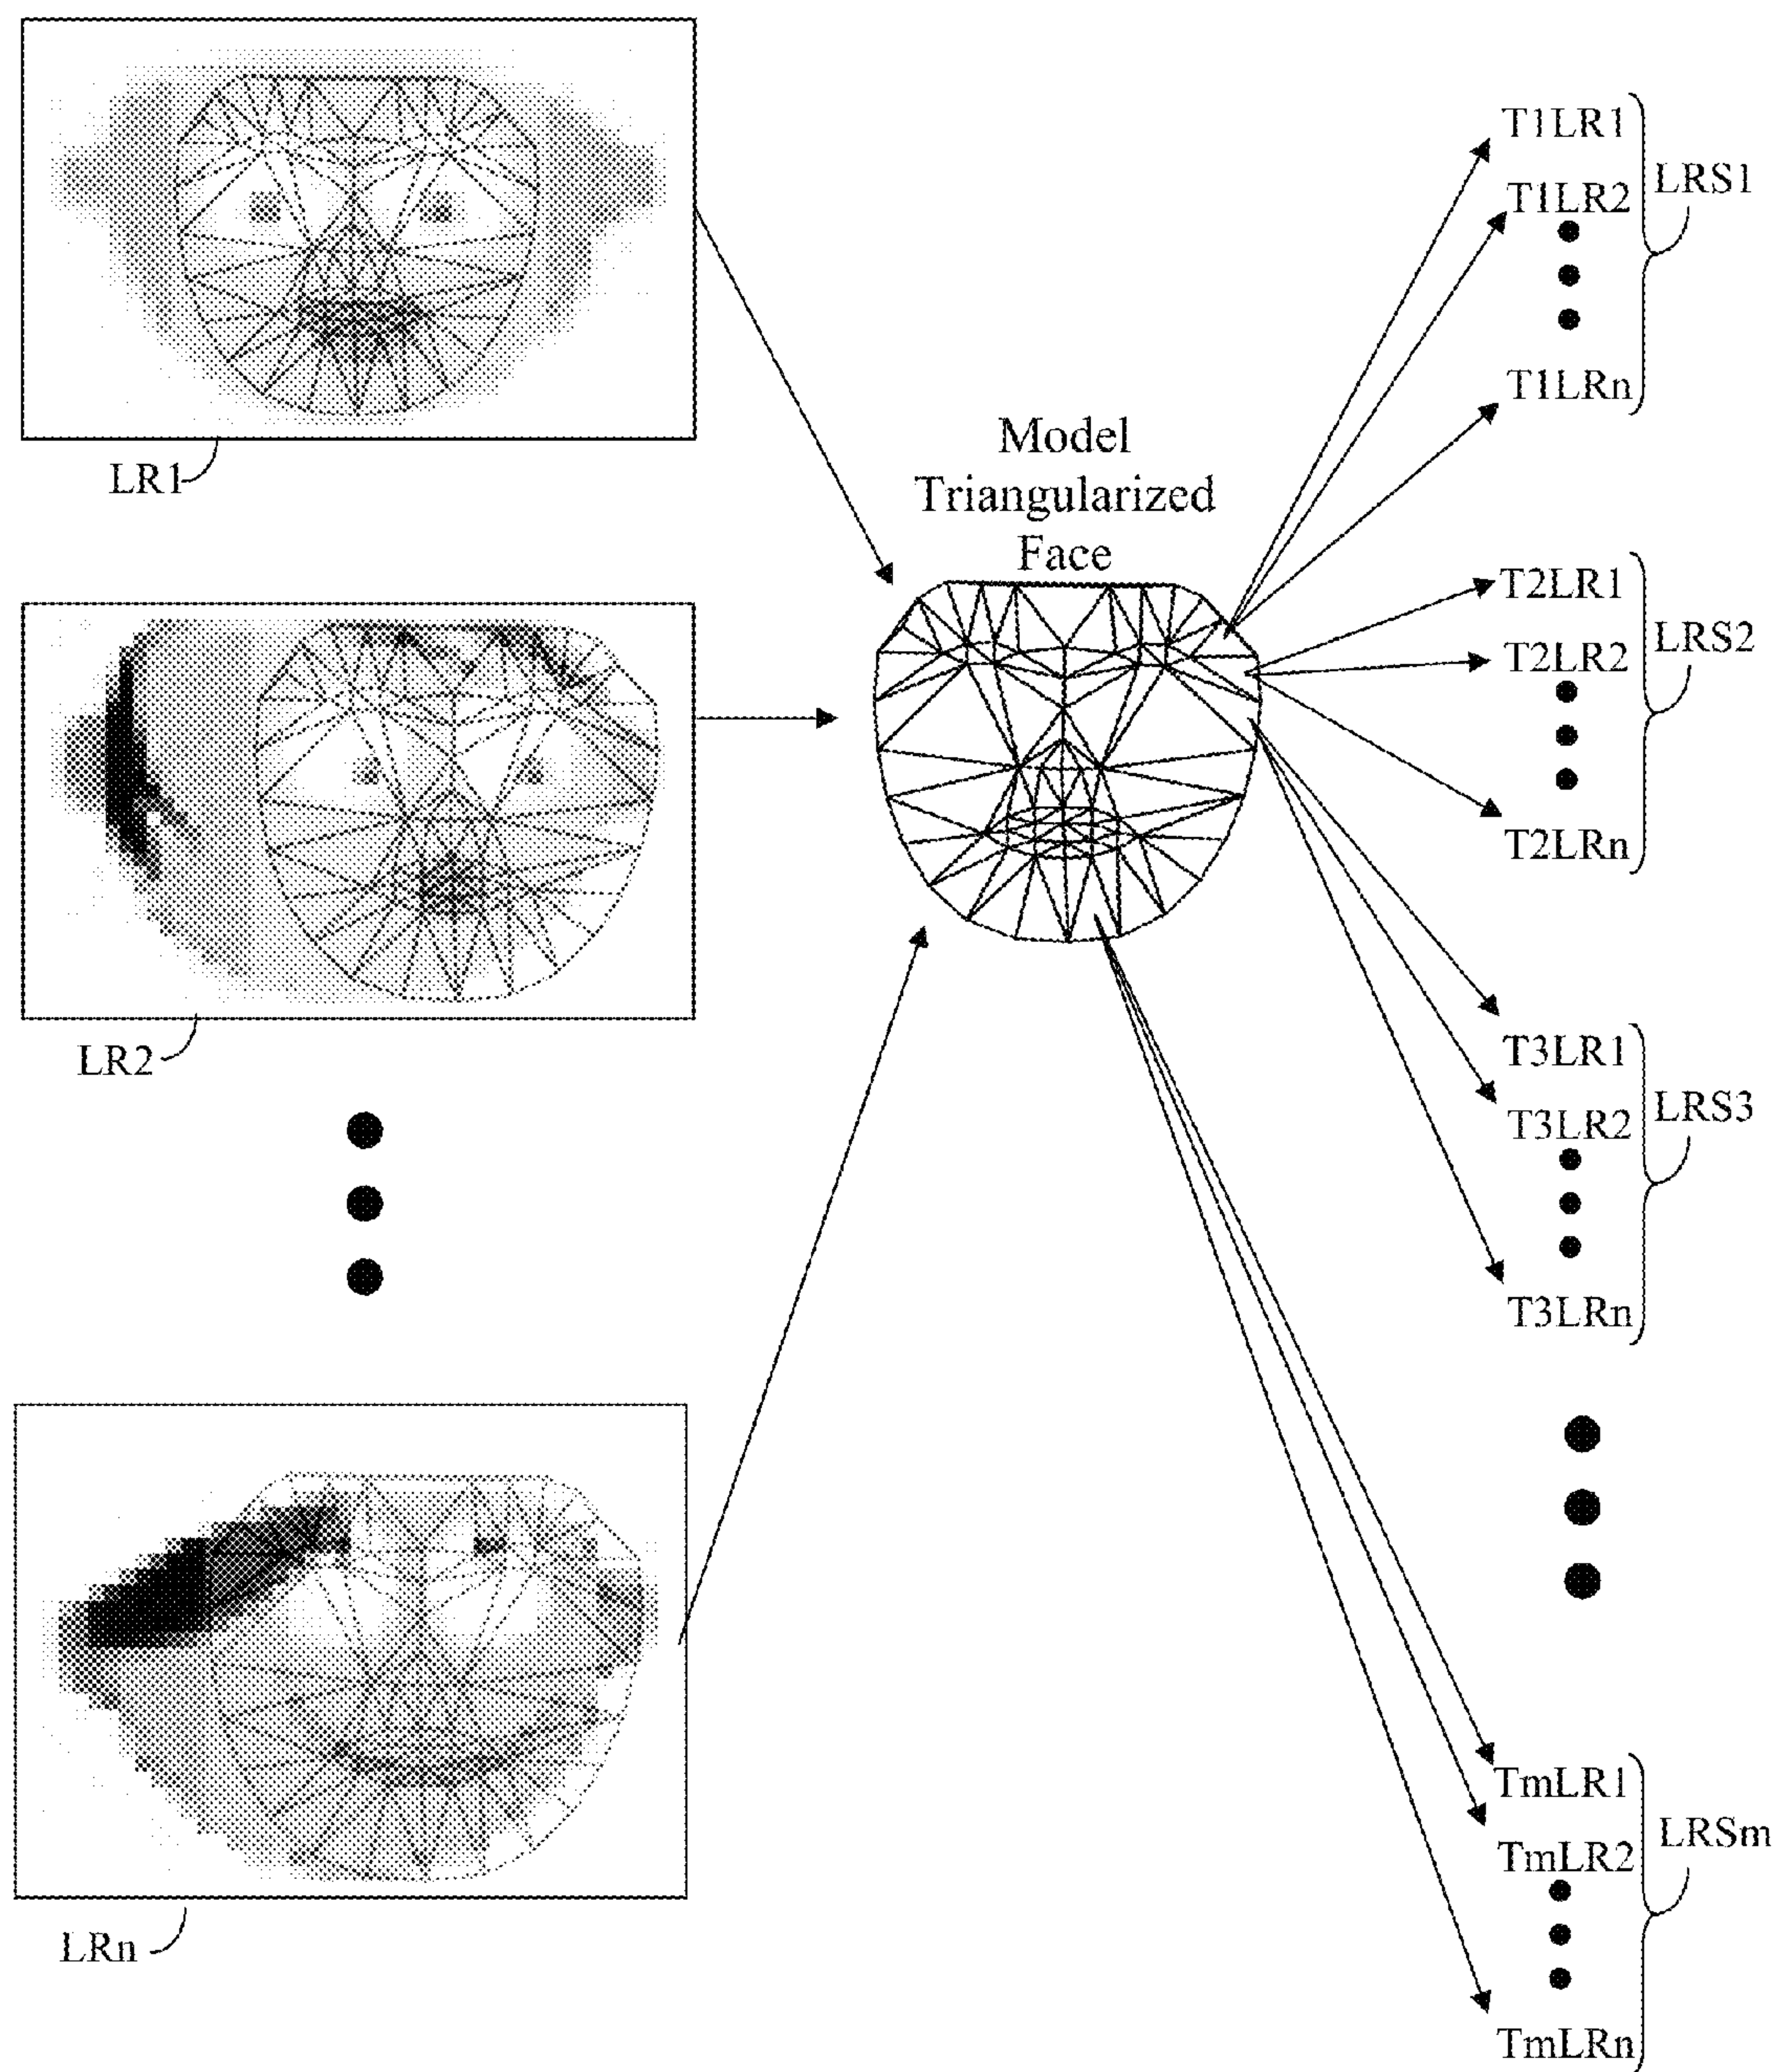 LR1
LR2
LRn
Model
Triangularized
Face
T1LR1
T1LR2
T1LRn
LRS1
T2LR1
T2LR2
T2LRn
LRS2
T3LR1
T3LR2
T3LRn
LRS3
TmLR1
TmLR2
TmLRn
LRSm